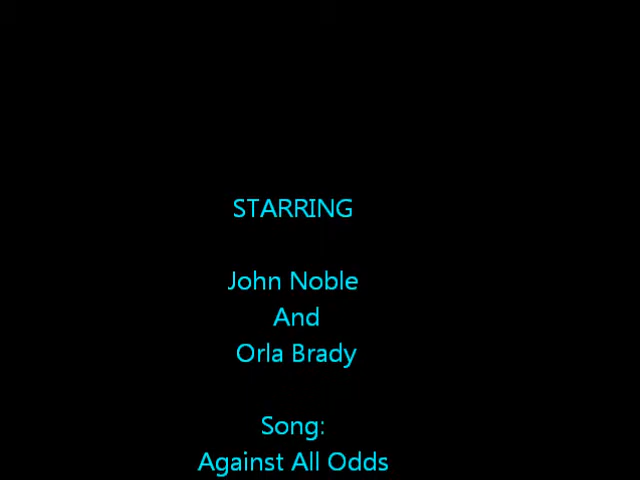 STARRING
John Noble
And
Orla Brady
Song:
Against All Odds